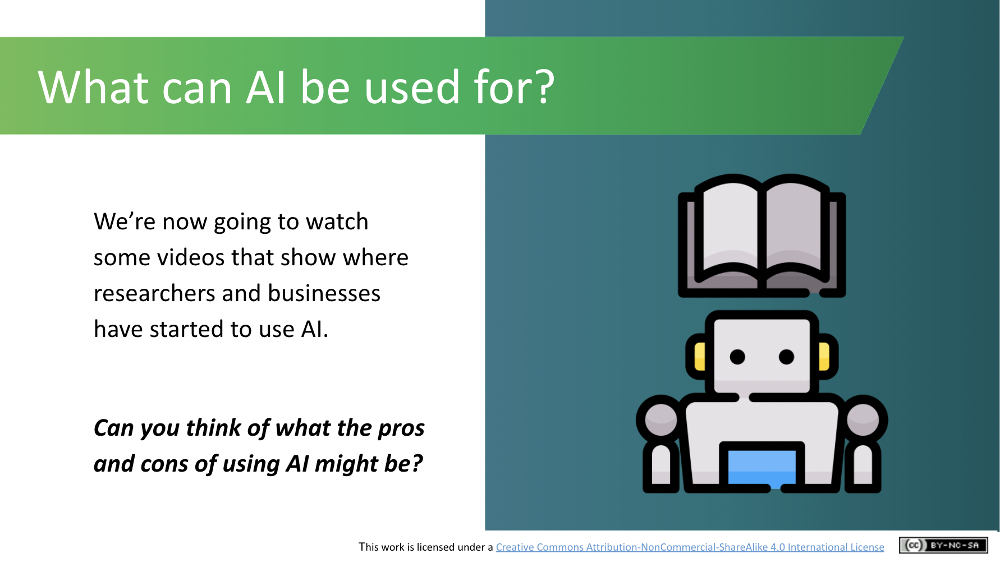 What can AI be used for?
We’re now going to watch
some videos that show where
researchers and businesses
have started to use AI.
Can you think of what the pros
and cons of using AI might be?
This work is licensed under a Creative Commons Attribution-NonCommercial-ShareAlike 4.0 International License
(cc) BY-NC-SA